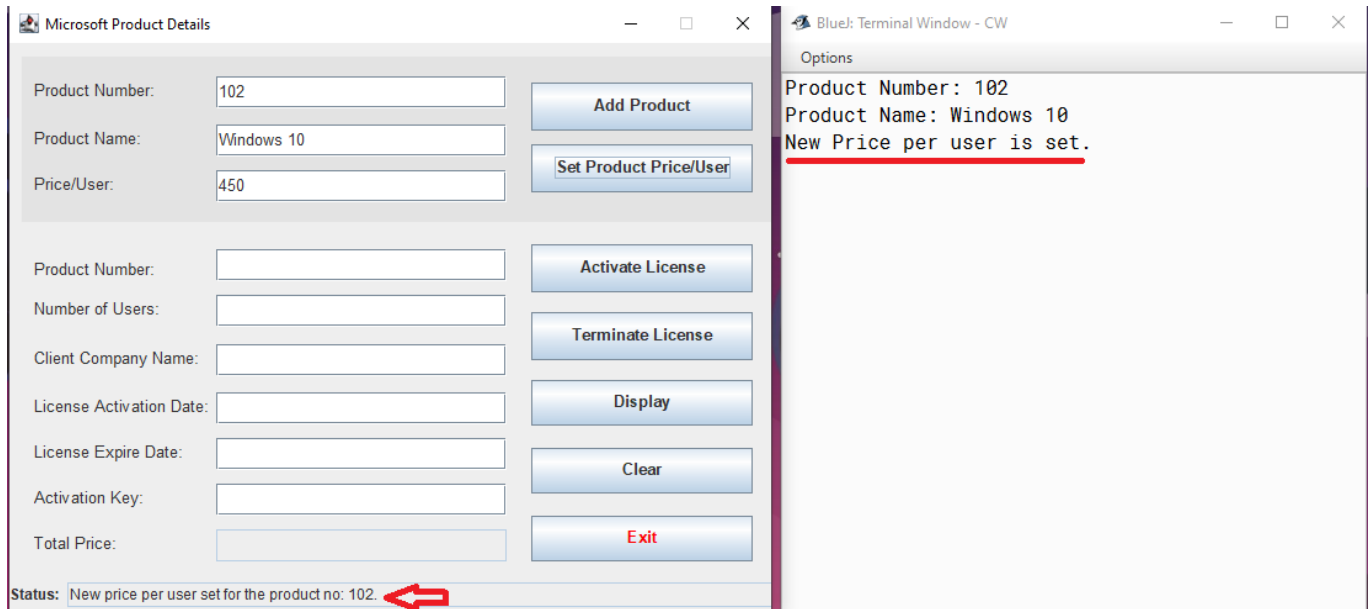 Microsoft Product Details
Product Number:
102
Add Product
Product Name:
Windows 10
Set Product Price/User
Price/User:
450
Product Number:
Activate License
Number of Users:
Terminate License
Client Company Name:
License Activation Date:
Display
License Expire Date:
Clear
Activation Key:
Total Price:
Exit
Status: New price per user set for the product no: 102.
BlueJ: Terminal Window - CW
Options
Product Number: 102
Product Name: Windows 10
New Price per user is set.